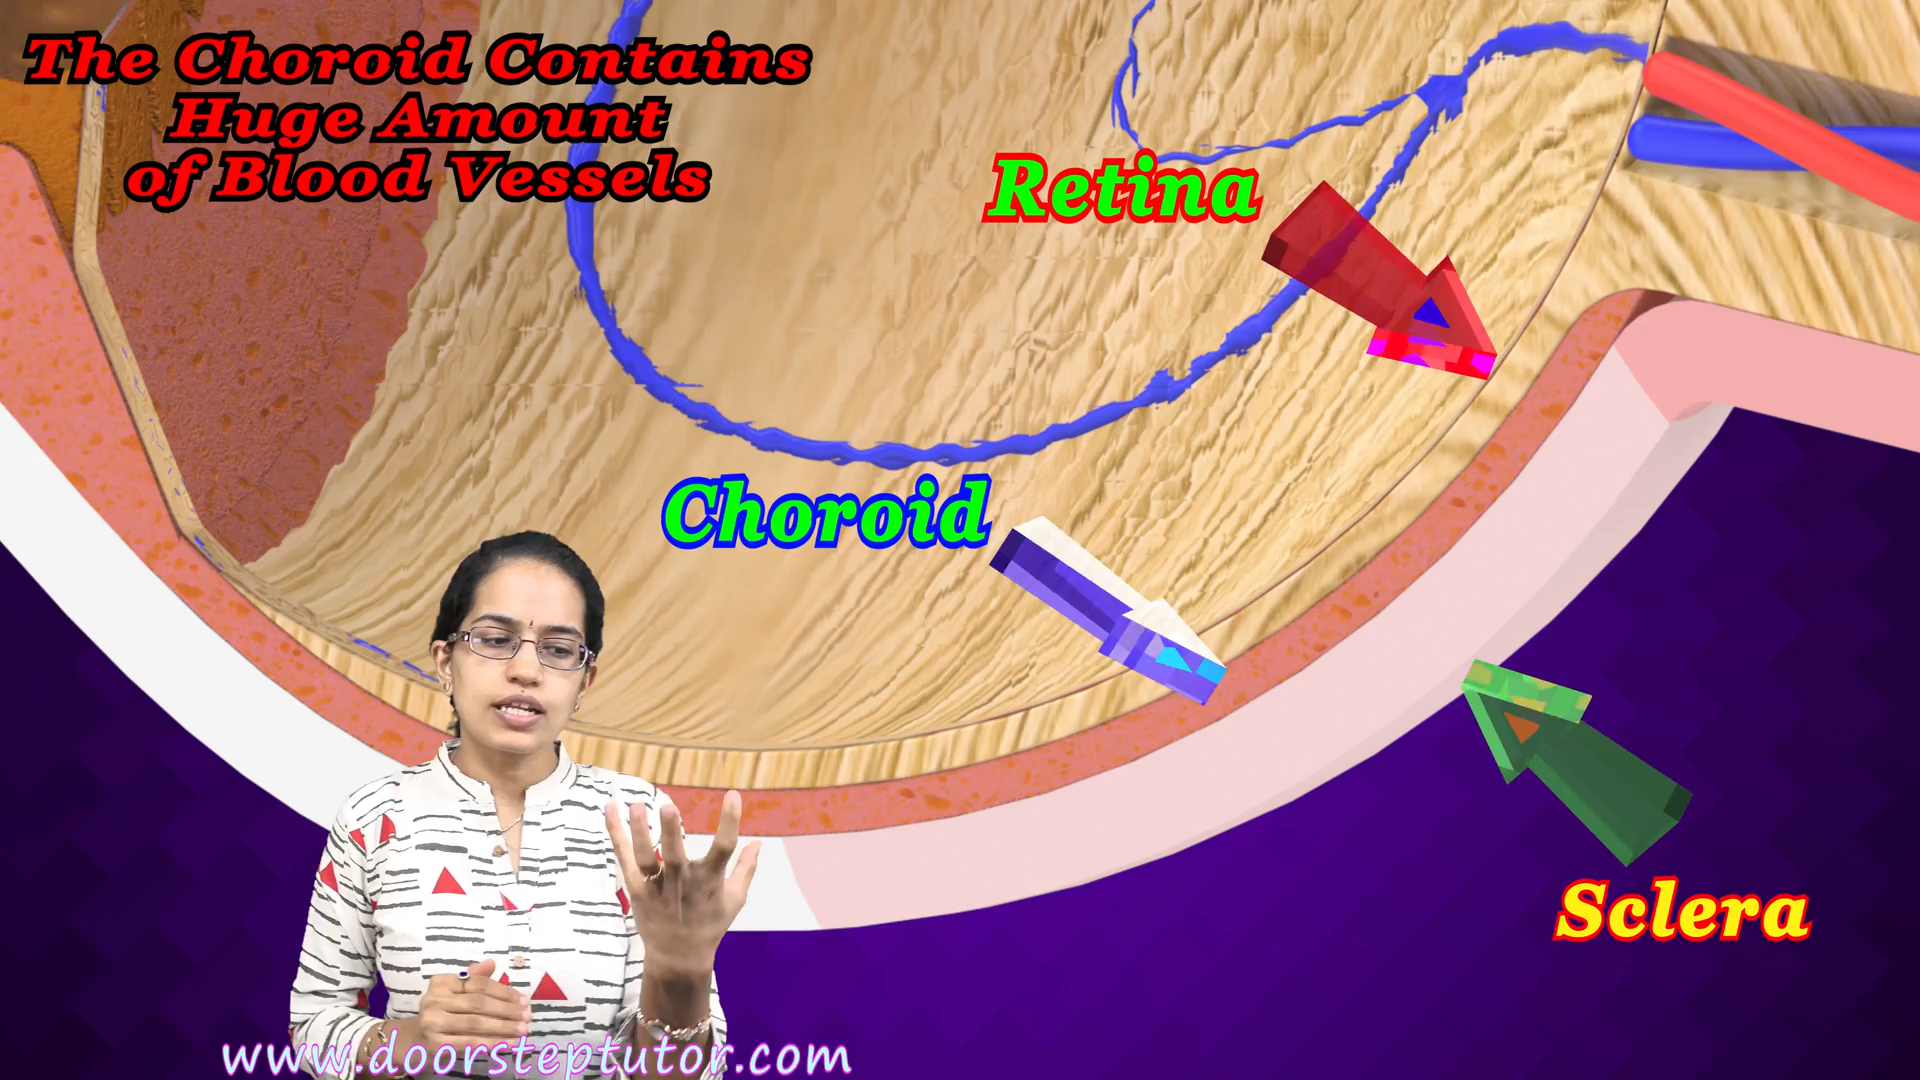 The Choroid Contains
Huge Amount
of Blood Vessels
Retina
Choroid
Sclera
www.doorsteptutor.com